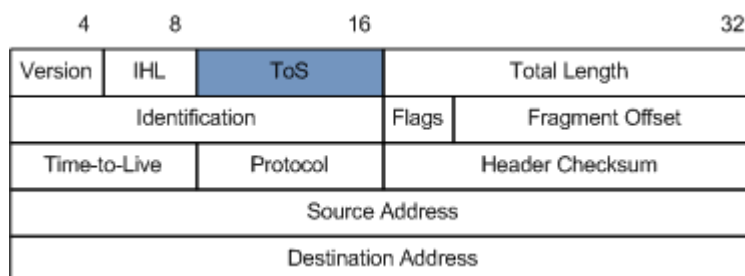 4 8 16 32
Version IHL ToS Total Length
Identification Flags Fragment Offset
Time-to-Live Protocol Header Checksum
Source Address
Destination Address